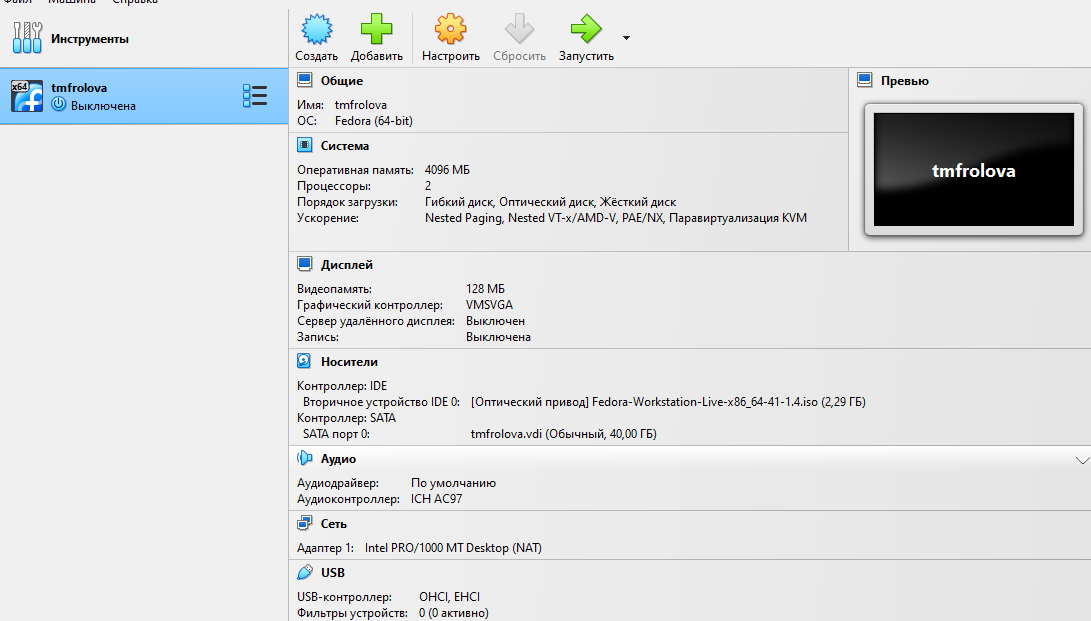 Файл Машина Справка
Инструменты
Создать Добавить Настроить Сбросить Запустить
x64
tmfrolova
Выключена
Общие
Имя: tmfrolova
ОС: Fedora (64-bit)
Превью
tmfrolova
Система
Оперативная память: 4096 МБ
Процессоры: 2
Порядок загрузки: Гибкий диск, Оптический диск, Жёсткий диск
Ускорение: Nested Paging, Nested VT-x/AMD-V, PAE/NX, Паравиртуализация KVM
Дисплей
Видеопамять: 128 МБ
Графический контроллер: VMSVGA
Сервер удалённого дисплея: Выключен
Запись: Выключена
Носители
Контроллер: IDE
Вторичное устройство IDE 0: [Оптический привод] Fedora-Workstation-Live-x86_64-41-1.4.iso (2,29 ГБ)
Контроллер: SATA
SATA порт 0: tmfrolova.vdi (Обычный, 40,00 ГБ)
Аудио
Аудиодрайвер: По умолчанию
Аудиоконтроллер: ICH AC97
Сеть
Адаптер 1: Intel PRO/1000 MT Desktop (NAT)
USB
USB-контроллер: OHCI, EHCI
Фильтры устройств: 0 (0 активно)